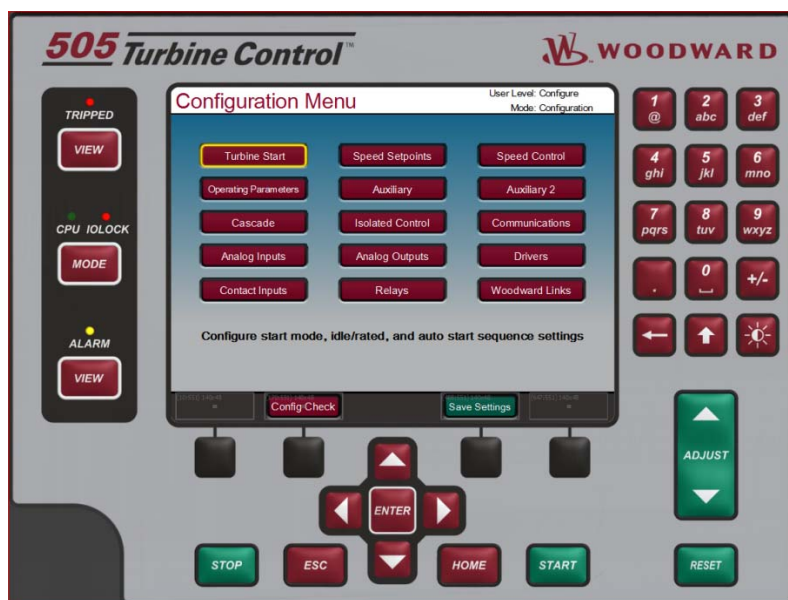 505 Turbine Control™
WOODWARD
TRIPPED
VIEW
CPU IOLOCK
MODE
ALARM
VIEW
Configuration Menu
User Level: Configure
Mode: Configuration
Turbine Start
Speed Setpoints
Speed Control
Operating Parameters
Auxiliary
Auxiliary 2
Cascade
Isolated Control
Communications
Analog Inputs
Analog Outputs
Drivers
Contact Inputs
Relays
Woodward Links
Configure start mode, idle/rated, and auto start sequence settings
Config Check
Save Settings
1 @
2 abc
3 def
4 ghi
5 jkl
6 mno
7 pqrs
8 tuv
9 wxyz
.
0
+/-
ADJUST
ENTER
STOP
ESC
HOME
START
RESET